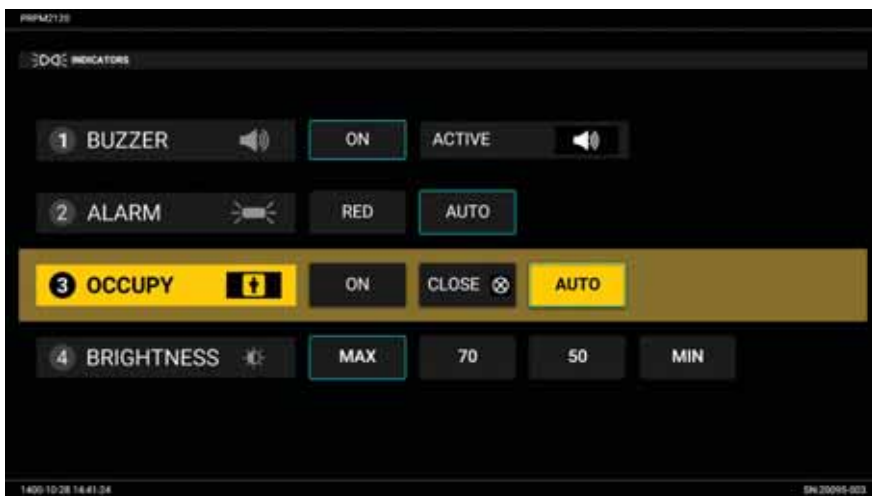 PRPM2120
INDICATORS
1 BUZZER ON ACTIVE
2 ALARM RED AUTO
3 OCCUPY ON CLOSE AUTO
4 BRIGHTNESS MAX 70 50 MIN
1400-10-28 14:41:24 SN:20095-003